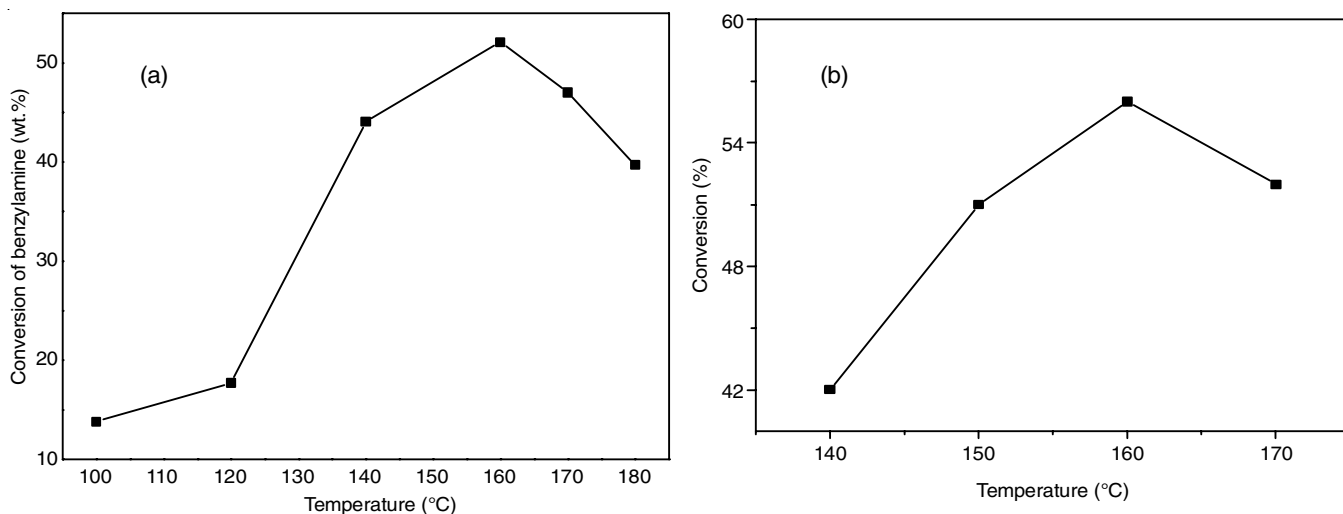 (a)
Conversion of benzylamine (wt.%)
50
40
30
20
10
100 110 120 130 140 150 160 170 180
Temperature (°C)
(b)
Conversion (%)
60
54
48
42
140 150 160 170
Temperature (°C)